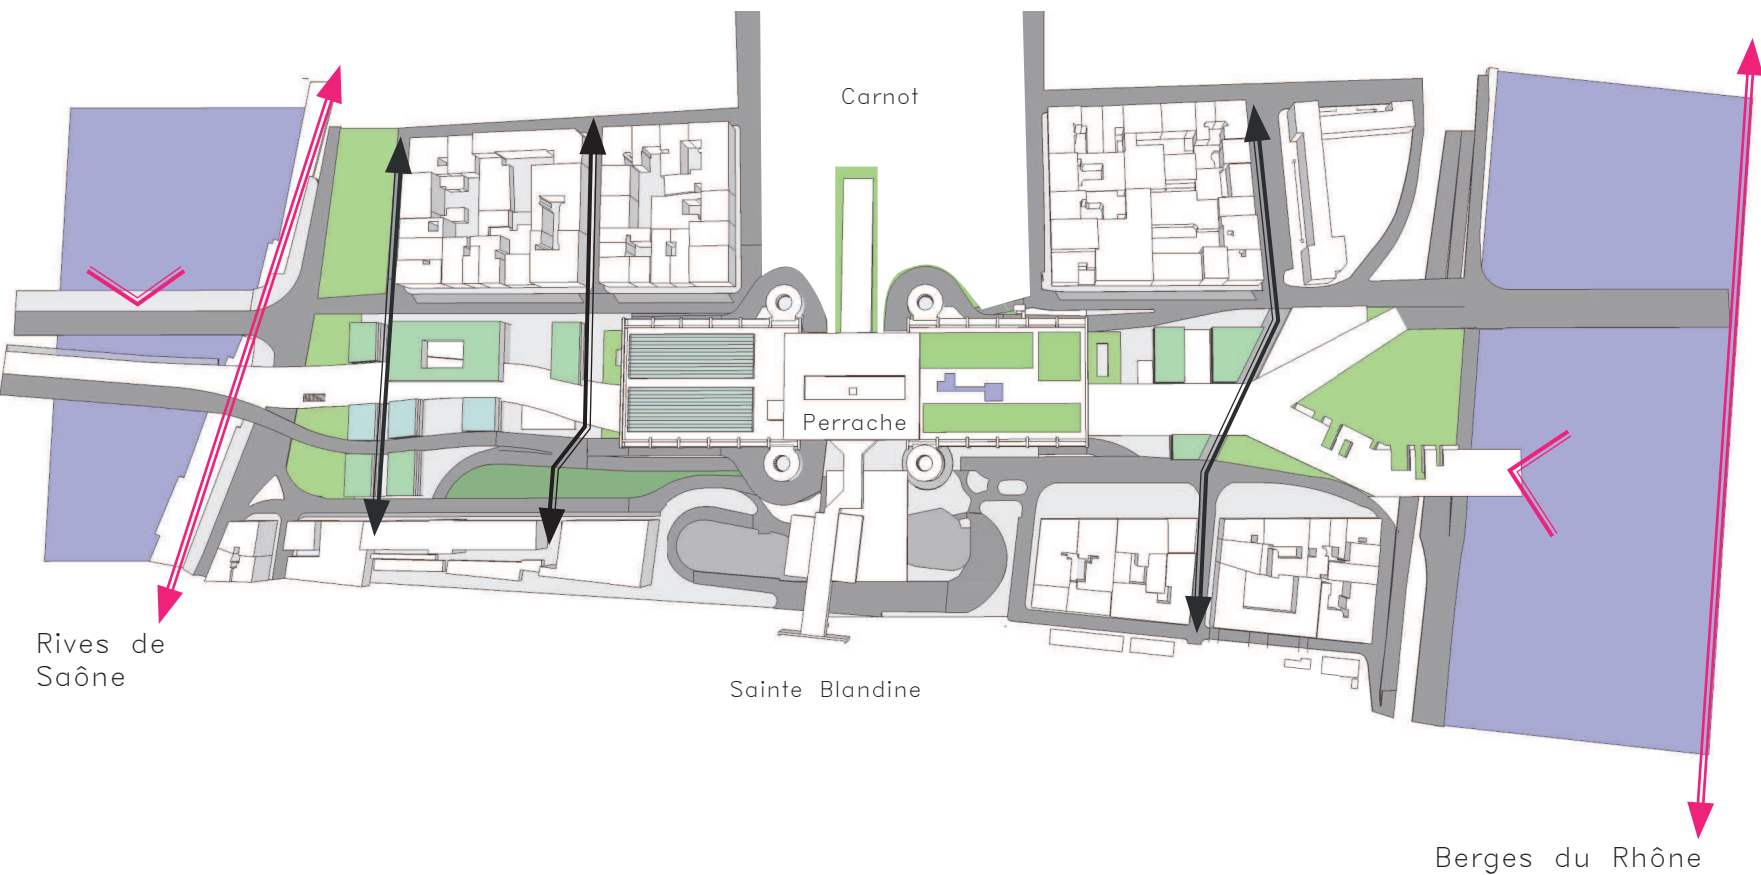 Carnot
Perrache
Rives de
Saône
Sainte Blandine
Berges du Rhône